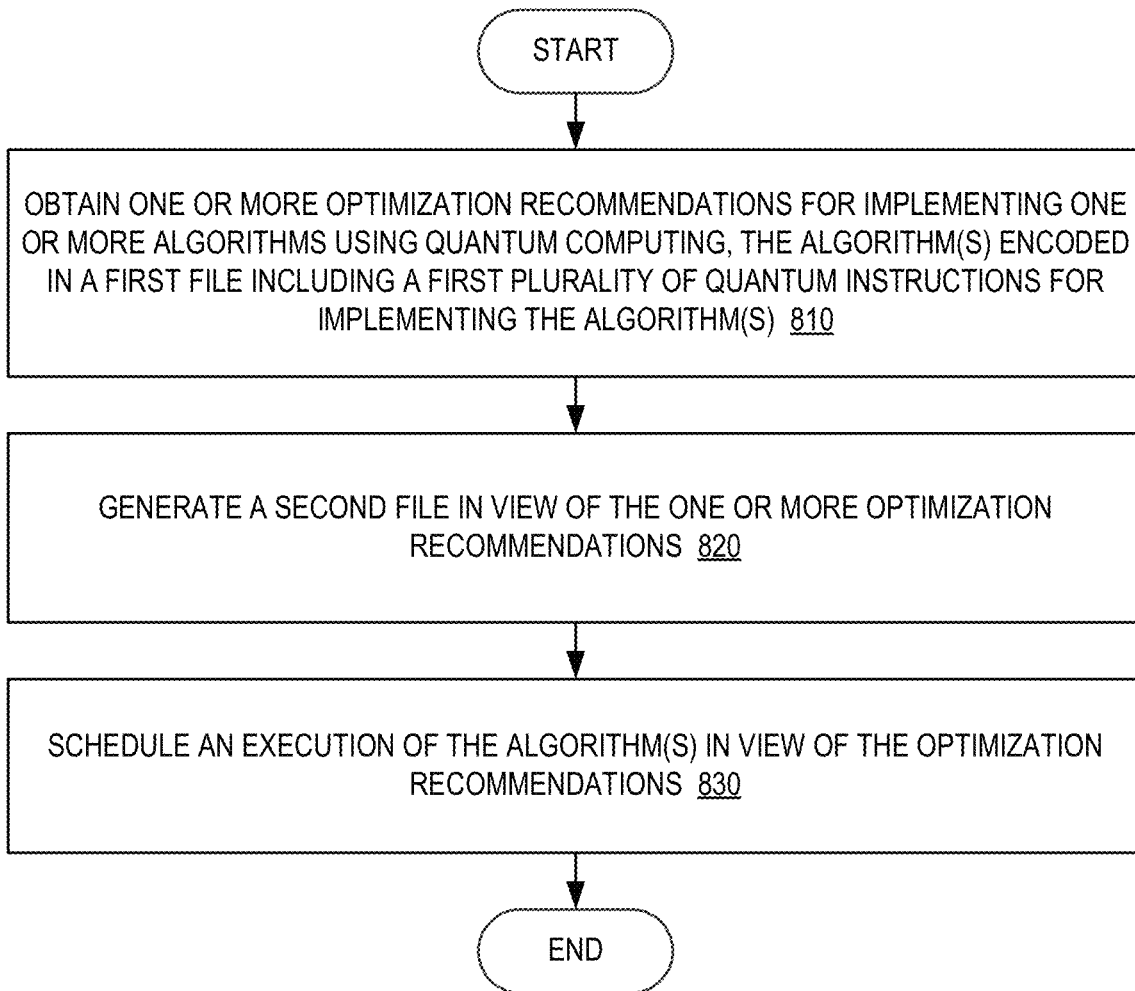 START
OBTAIN ONE OR MORE OPTIMIZATION RECOMMENDATIONS FOR IMPLEMENTING ONE
OR MORE ALGORITHMS USING QUANTUM COMPUTING, THE ALGORITHM(S) ENCODED
IN A FIRST FILE INCLUDING A FIRST PLURALITY OF QUANTUM INSTRUCTIONS FOR
IMPLEMENTING THE ALGORITHM(S) 810
GENERATE A SECOND FILE IN VIEW OF THE ONE OR MORE OPTIMIZATION
RECOMMENDATIONS 820
SCHEDULE AN EXECUTION OF THE ALGORITHM(S) IN VIEW OF THE OPTIMIZATION
RECOMMENDATIONS 830
END